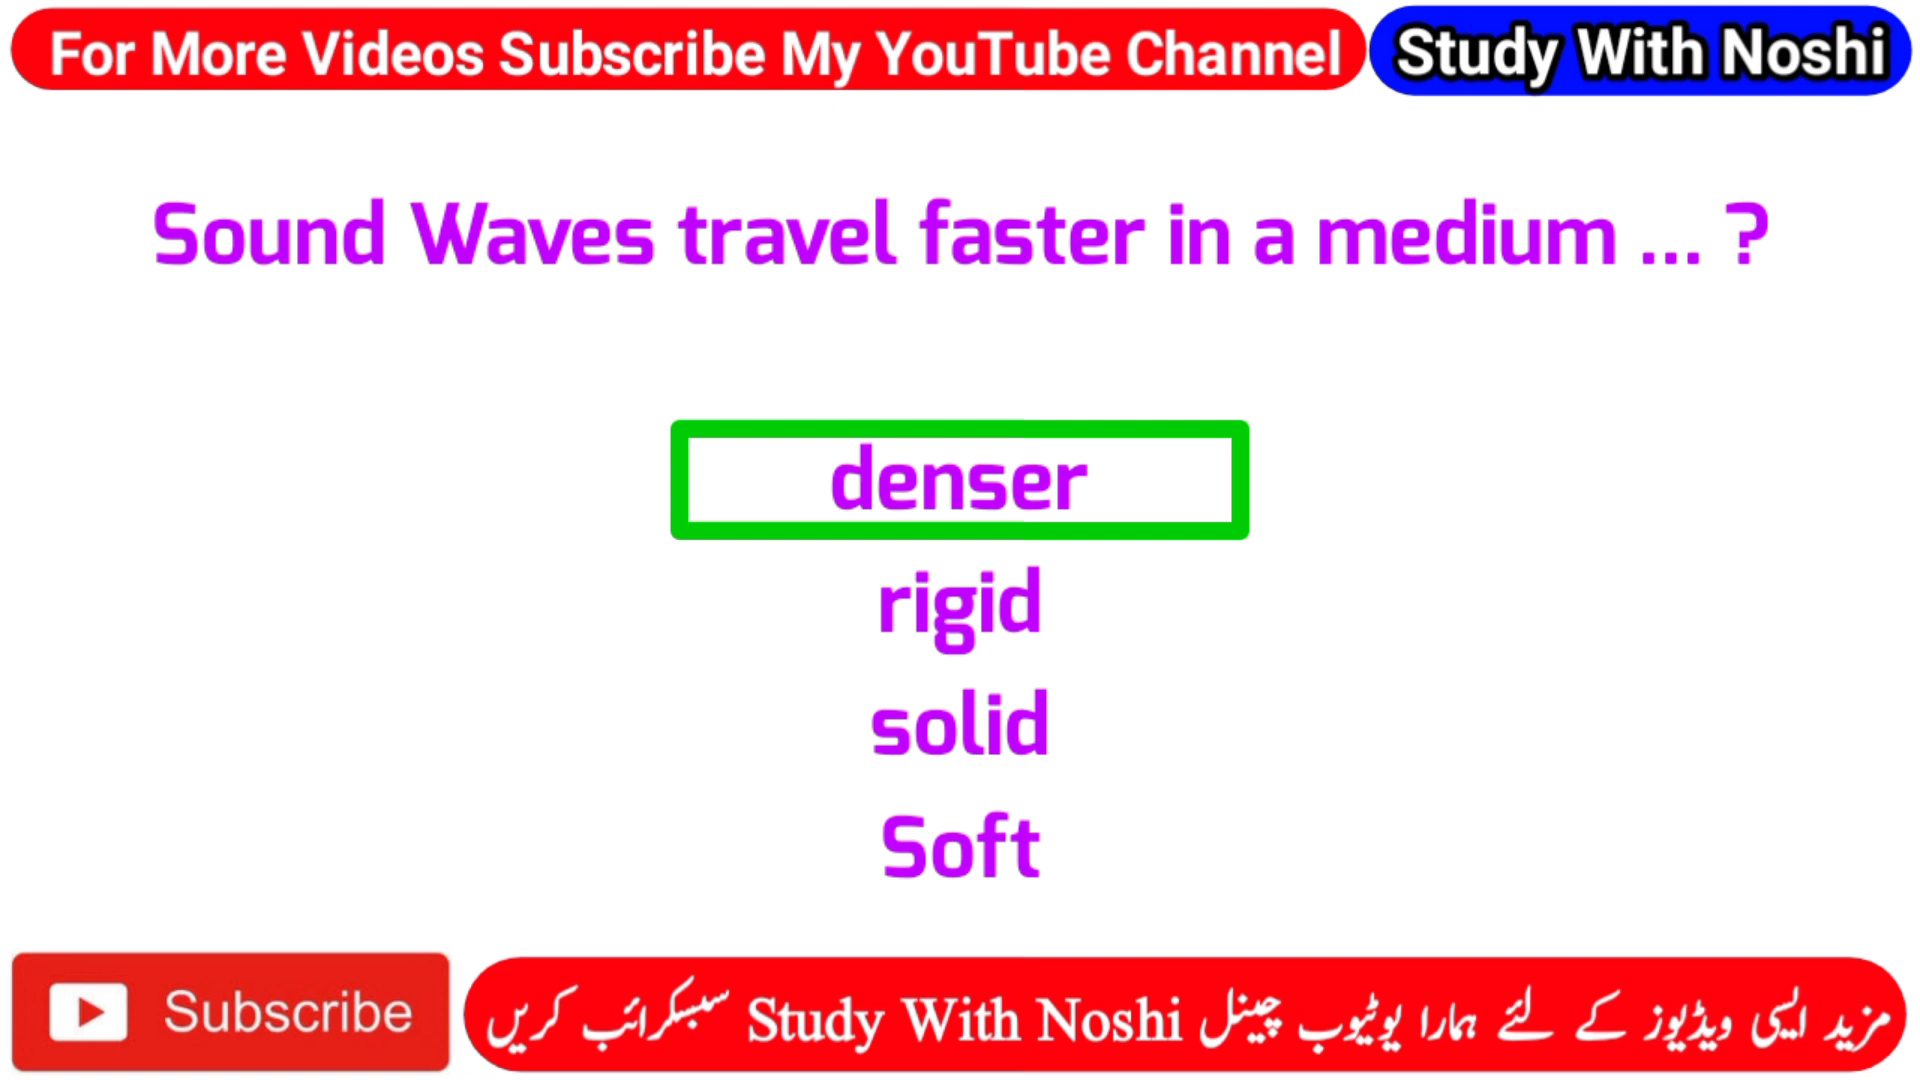 For More Videos Subscribe My YouTube Channel Study With Noshi
Sound Waves travel faster in a medium ... ?
denser
rigid
solid
Soft
Subscribe
مزید ایسی ویڈیوز کے لئے ہمارا یوٹیوب چینل Study With Noshi سبسکرائب کریں